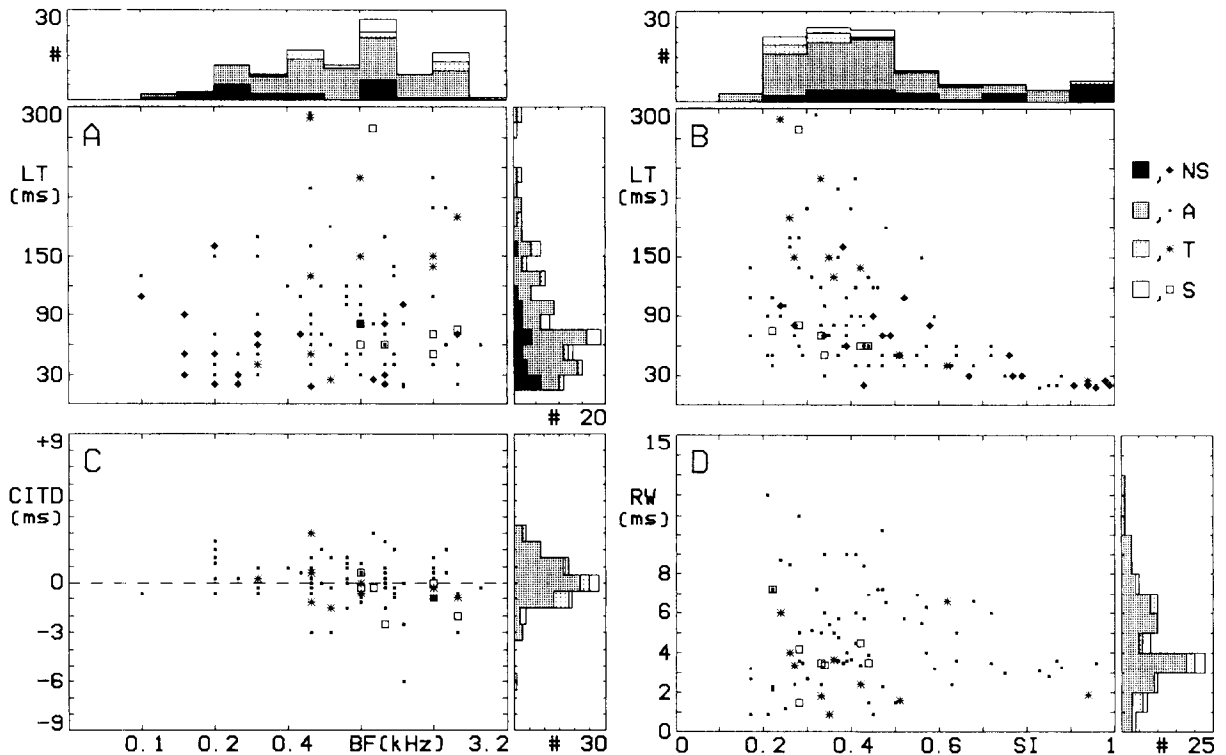 30
#
30
#
A
LT
(ms)
300
150
90
30
# 20
B
LT
(ms)
300
150
90
30
, NS
, A
, T
, S
C
CITD
(ms)
+9
0
-3
-6
-9
0.1 0.2 0.4 BF(kHz) 3.2
# 30
D
RW
(ms)
15
8
6
4
2
0
0 0.2 0.4 0.6 SI 1
# 25